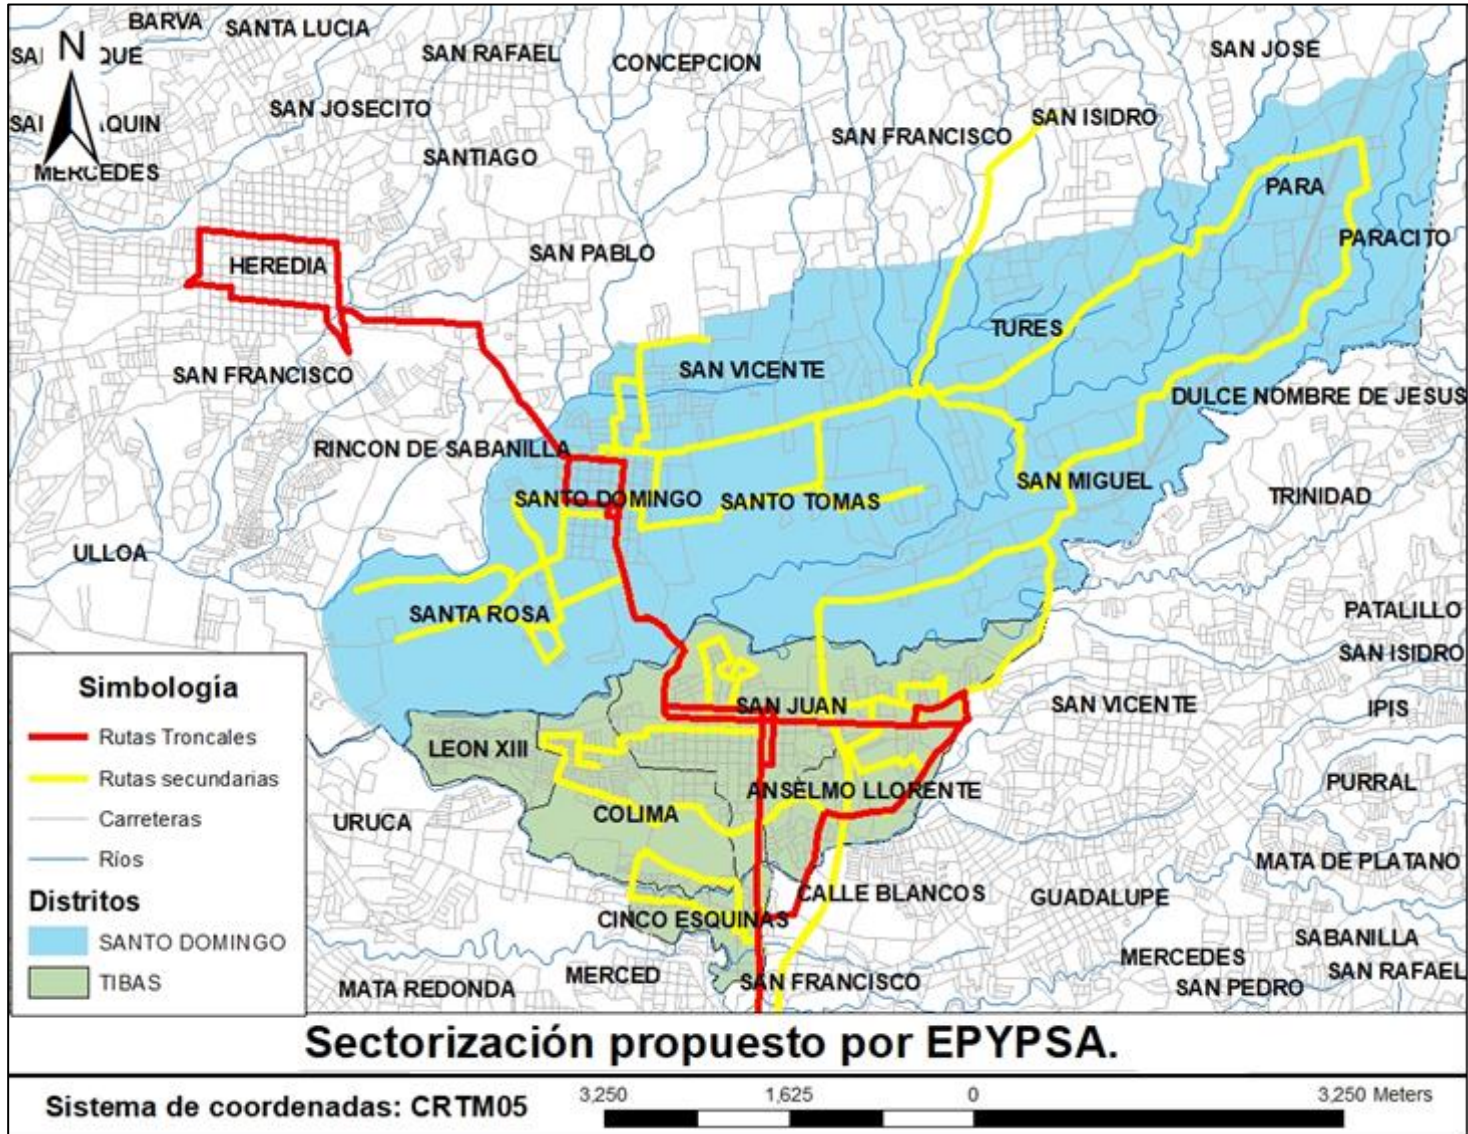 BARVA
SANTA LUCIA
SAN RAFAEL
CONCEPCION
SAN JOSE
N
SAN JOSECITO
SAN FRANCISCO
SAN ISIDRO
SANTIAGO
MERCEDES
PARA
HEREDIA
SAN PABLO
PARACITO
TURES
SAN FRANCISCO
SAN VICENTE
DULCE NOMBRE DE JESUS
RINCON DE SABANILLA
SANTO DOMINGO
SANTO TOMAS
SAN MIGUEL
TRINIDAD
ULLOA
SANTA ROSA
PATALILLO
SAN ISIDRO
SAN JUAN
SAN VICENTE
IPIS
LEON XIII
ANSELMO LLORENTE
PURRAL
URUCA
COLIMA
MATA DE PLATANO
CALLE BLANCOS
GUADALUPE
CINCO ESQUINAS
SABANILLA
MERCEDES
SAN RAFAEL
MATA REDONDA
MERCED
SAN FRANCISCO
SAN PEDRO
Simbología
Rutas Troncales
Rutas secundarias
Carreteras
Ríos
Distritos
SANTO DOMINGO
TIBAS
Sectorización propuesto por EPYPSA.
Sistema de coordenadas: CRTM05
3,250 1,625 0 3,250 Meters